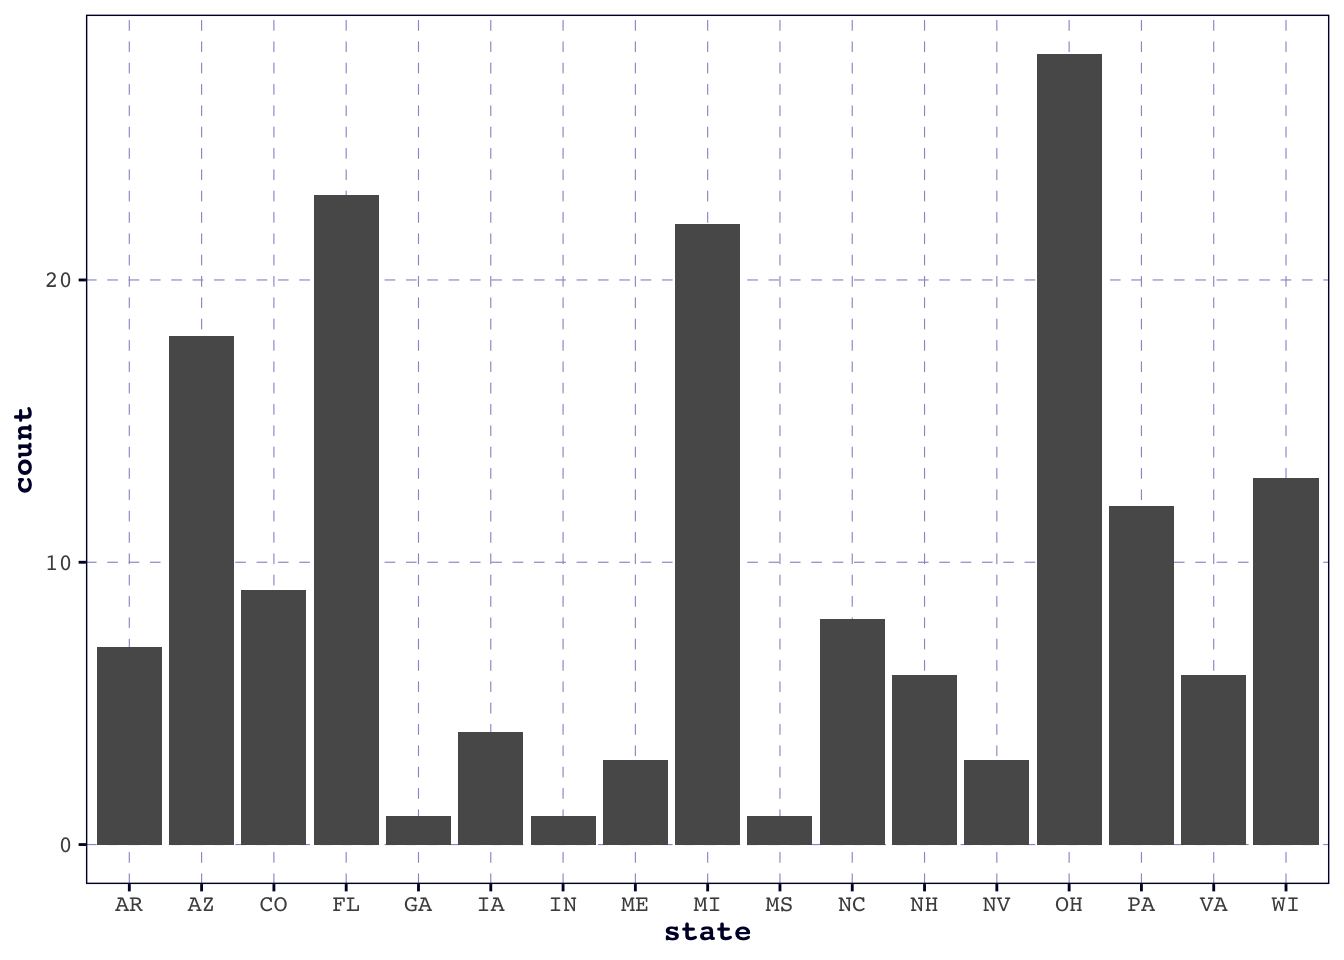 count
20
10
0
AR AZ CO FL GA IA IN ME MI MS NC NH NV OH PA VA WI
state